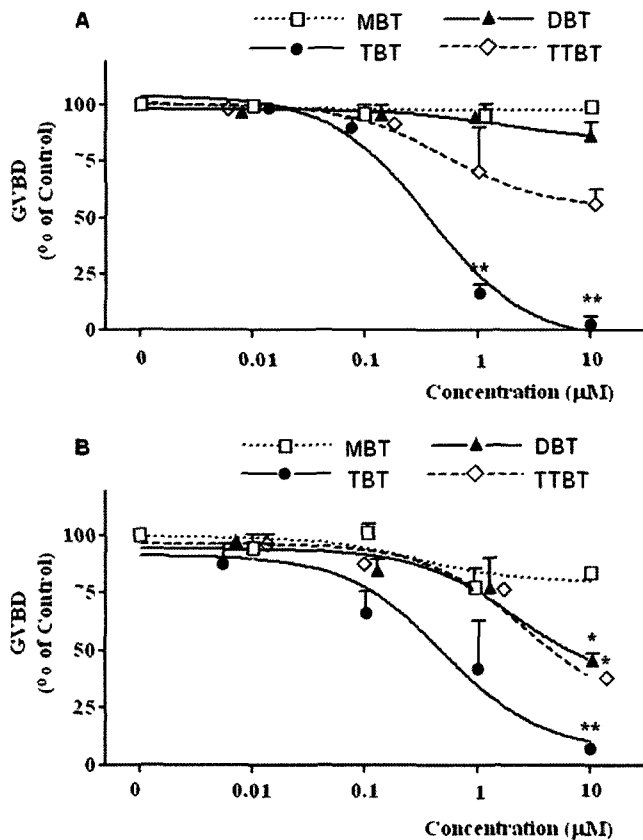 A
MBT DBT
TBT TTBT
GVBD
(% of Control)
100
75
50
25
0
** **
0 0.01 0.1 1 10
Concentration (µM)
B
MBT DBT
TBT TTBT
GVBD
(% of Control)
100
75
50
25
0
*
*
**
0 0.01 0.1 1 10
Concentration (µM)